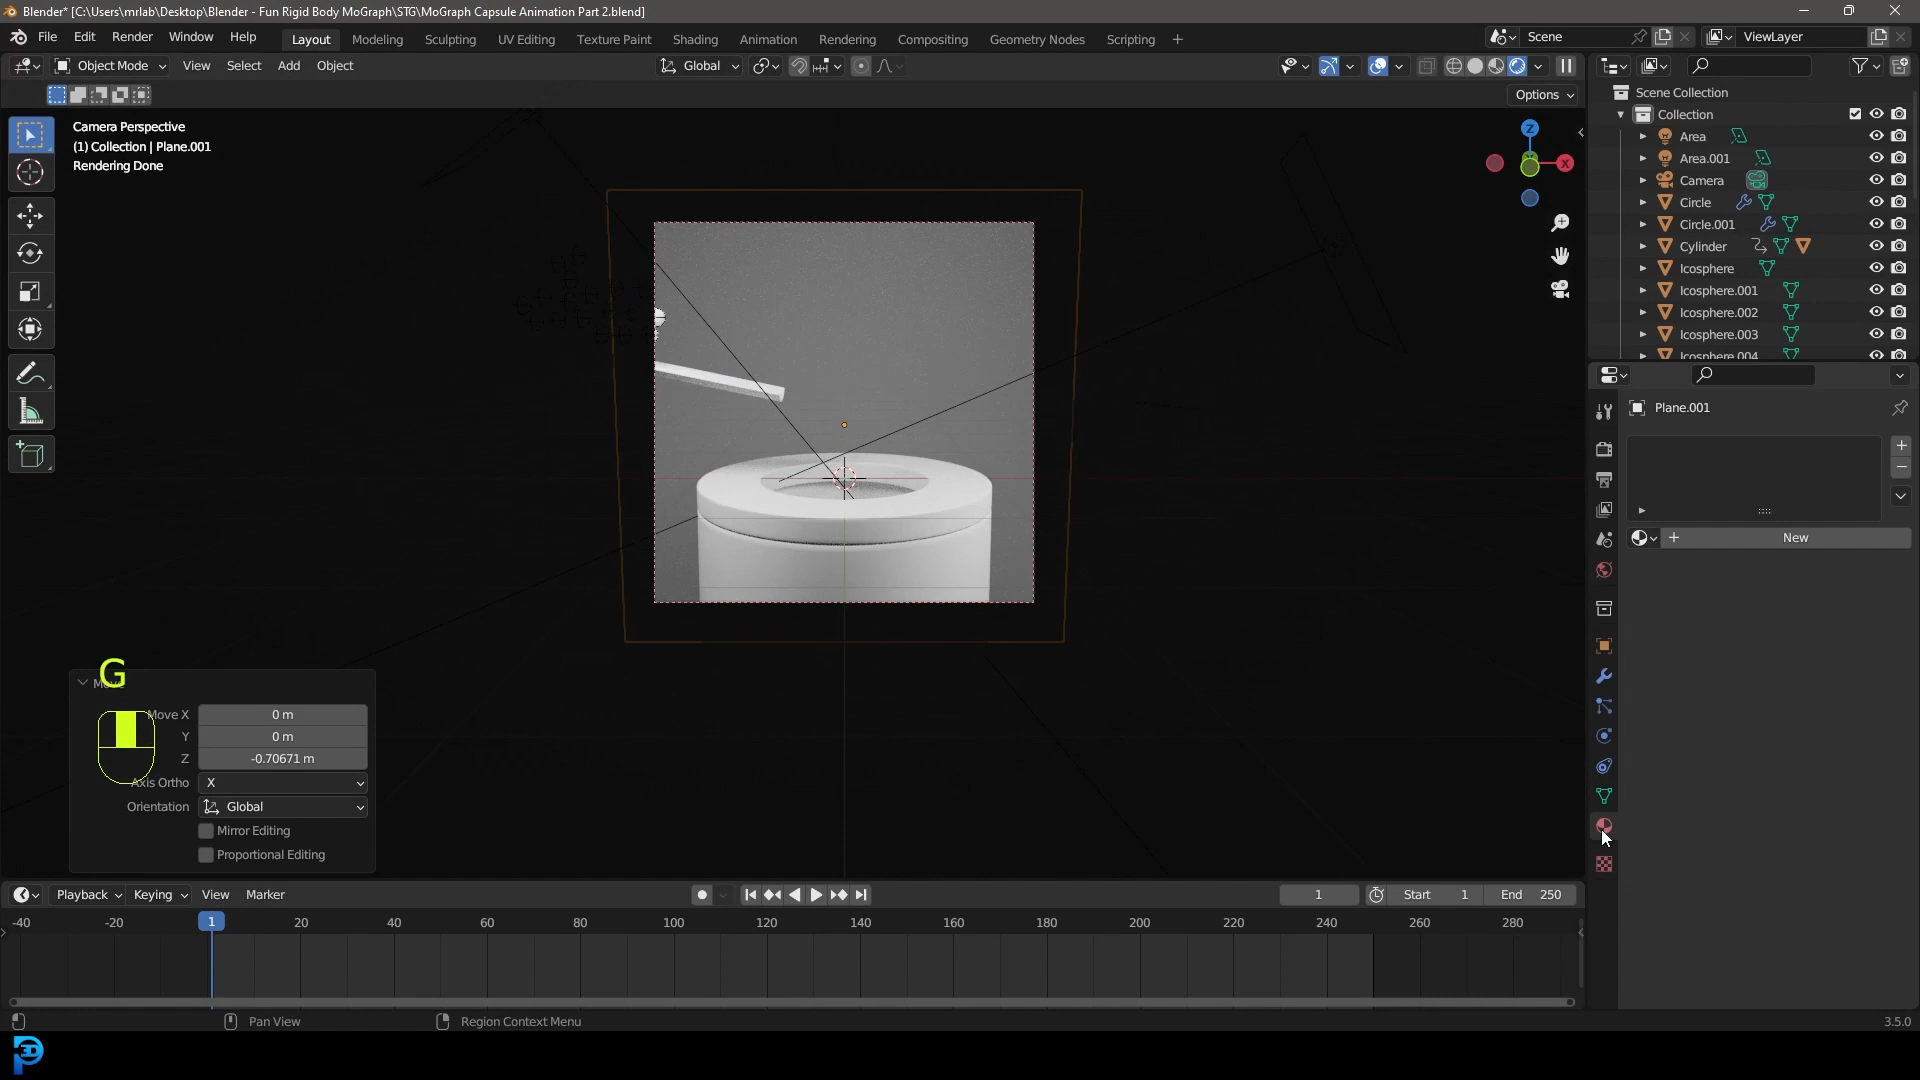 Blender* [C:\Users\mrlab\Desktop\Blender - Fun Rigid Body MoGraph\STG\MoGraph Capsule Animation Part 2.blend]
File Edit Render Window Help Layout Modeling Sculpting UV Editing Texture Paint Shading Animation Rendering Compositing Geometry Nodes Scripting + Scene ViewLayer
Object Mode View Select Add Object Global
Options
Camera Perspective
(1) Collection | Plane.001
Rendering Done
Z
X
Scene Collection
Collection
Area
Area.001
Camera
Circle
Circle.001
Cylinder
Icosphere
Icosphere.001
Icosphere.002
Icosphere.003
Icosphere.004
Plane.001
New
G
Move X 0 m
Y 0 m
Z -0.70671 m
Axis Ortho X
Orientation Global
Mirror Editing
Proportional Editing
Playback Keying View Marker 1 Start 1 End 250
-40 -20 1 20 40 60 80 100 120 140 160 180 200 220 240 260 280
Pan View Region Context Menu 3.5.0
3D